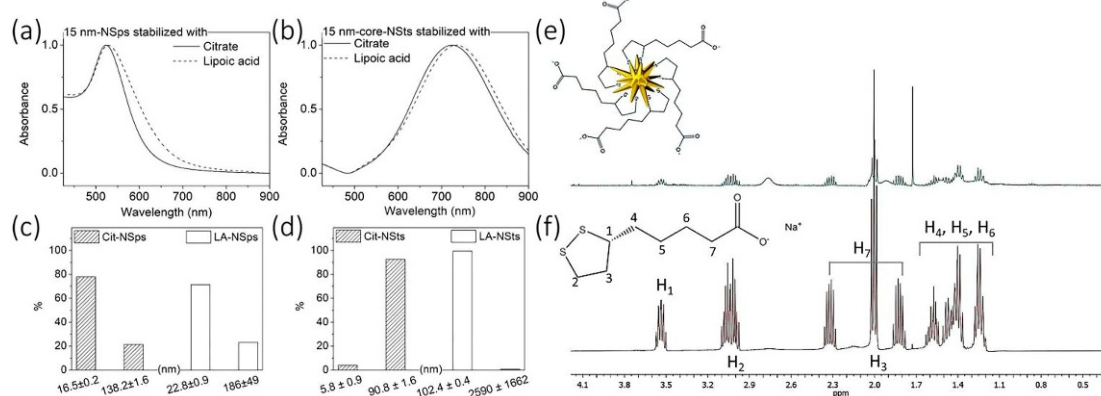 (a)
15 nm-NSps stabilized with
Citrate
Lipoic acid
Absorbance
1.0
0.5
0.0
500 600 700 800 900
Wavelength (nm)
(b)
15 nm-core-NSts stabilized with
Citrate
Lipoic acid
Absorbance
1.0
0.5
0.0
500 600 700 800 900
Wavelength (nm)
(c)
Cit-NSps
LA-NSps
%
100
80
60
40
20
0
16.5±0.2 138.2±1.6 (nm) 22.8±0.9 186±49
(d)
Cit-NSts
LA-NSts
%
100
80
60
40
20
0
5.8 ± 0.9 90.8 ± 1.6 (nm) 102.4 ± 0.4 2590 ± 1662
(e)
(f)
O
O⁻
Na⁺
S
S
1
2
3
4
5
6
7
H₁
H₂
H₇
H₃
H₄, H₅, H₆
4.1 3.8 3.5 3.2 2.9 2.6 2.3 2.0 1.7 1.4 1.1 0.8 0.5
ppm